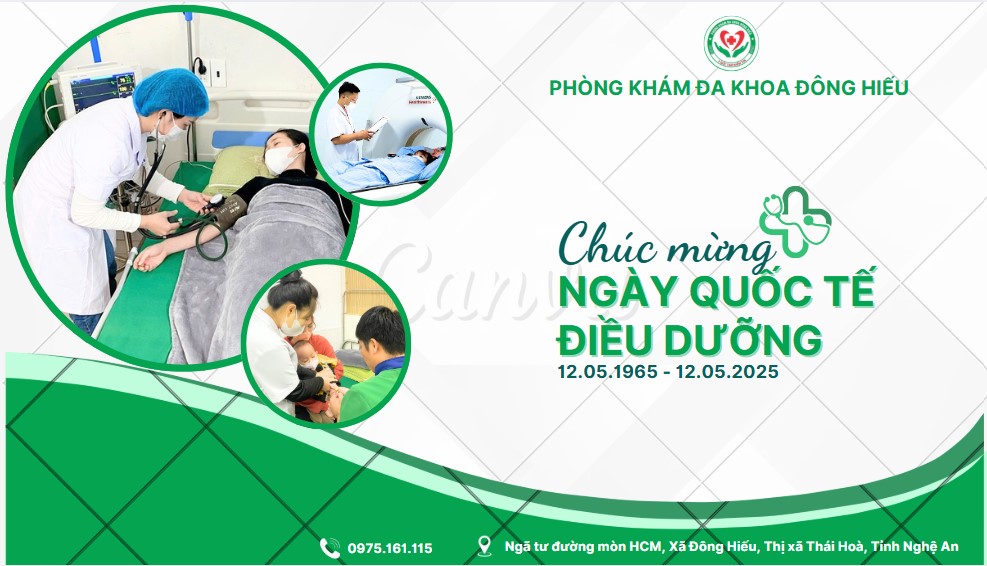 PHÒNG KHÁM ĐA KHOA ĐÔNG HIẾU
Chúc mừng
NGÀY QUỐC TẾ
ĐIỀU DƯỠNG
12.05.1965 - 12.05.2025
0975.161.115
Ngã tư đường mòn HCM, Xã Đông Hiếu, Thị xã Thái Hoà, Tỉnh Nghệ An
Canva